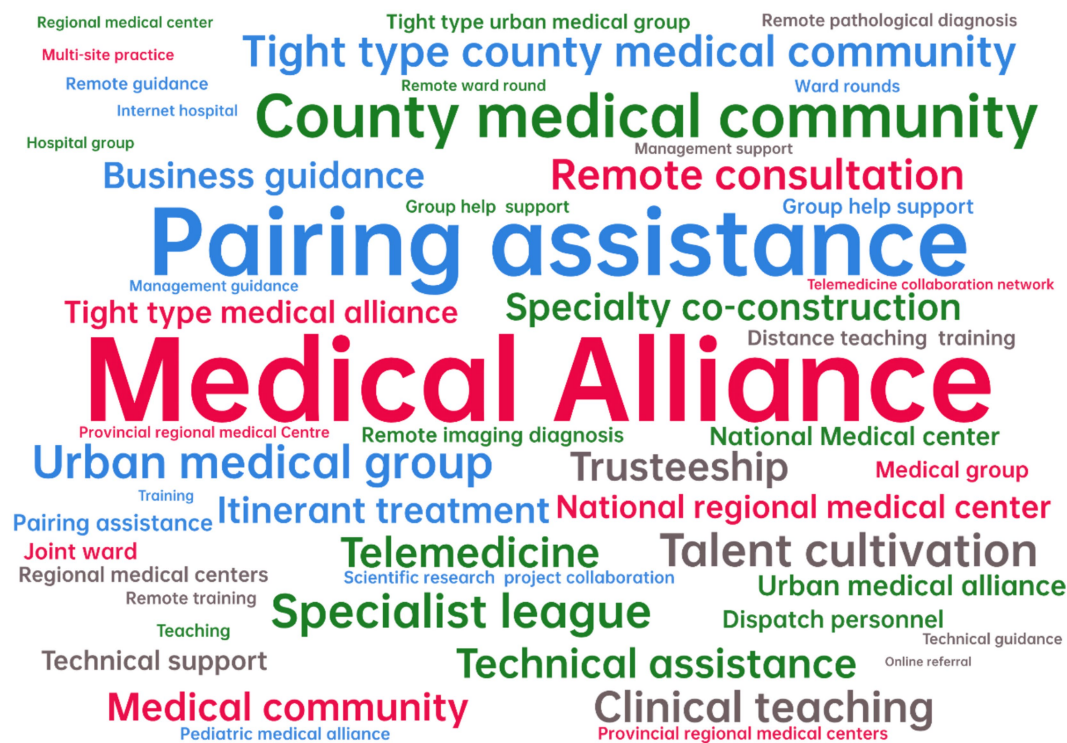 Regional medical center
Tight type urban medical group
Remote pathological diagnosis
Multi-site practice
Tight type county medical community
Remote guidance
Remote ward round
Ward rounds
Internet hospital
County medical community
Hospital group
Management support
Business guidance
Remote consultation
Group help support
Group help support
Pairing assistance
Management guidance
Telemedicine collaboration network
Tight type medical alliance
Specialty co-construction
Distance teaching training
Medical Alliance
Provincial regional medical Centre
Remote imaging diagnosis
National Medical center
Urban medical group
Trusteeship
Medical group
Training
Itinerant treatment
National regional medical center
Pairing assistance
Joint ward
Telemedicine
Talent cultivation
Regional medical centers
Scientific research project collaboration
Urban medical alliance
Remote training
Specialist league
Dispatch personnel
Teaching
Technical guidance
Technical support
Technical assistance
Online referral
Medical community
Clinical teaching
Pediatric medical alliance
Provincial regional medical centers